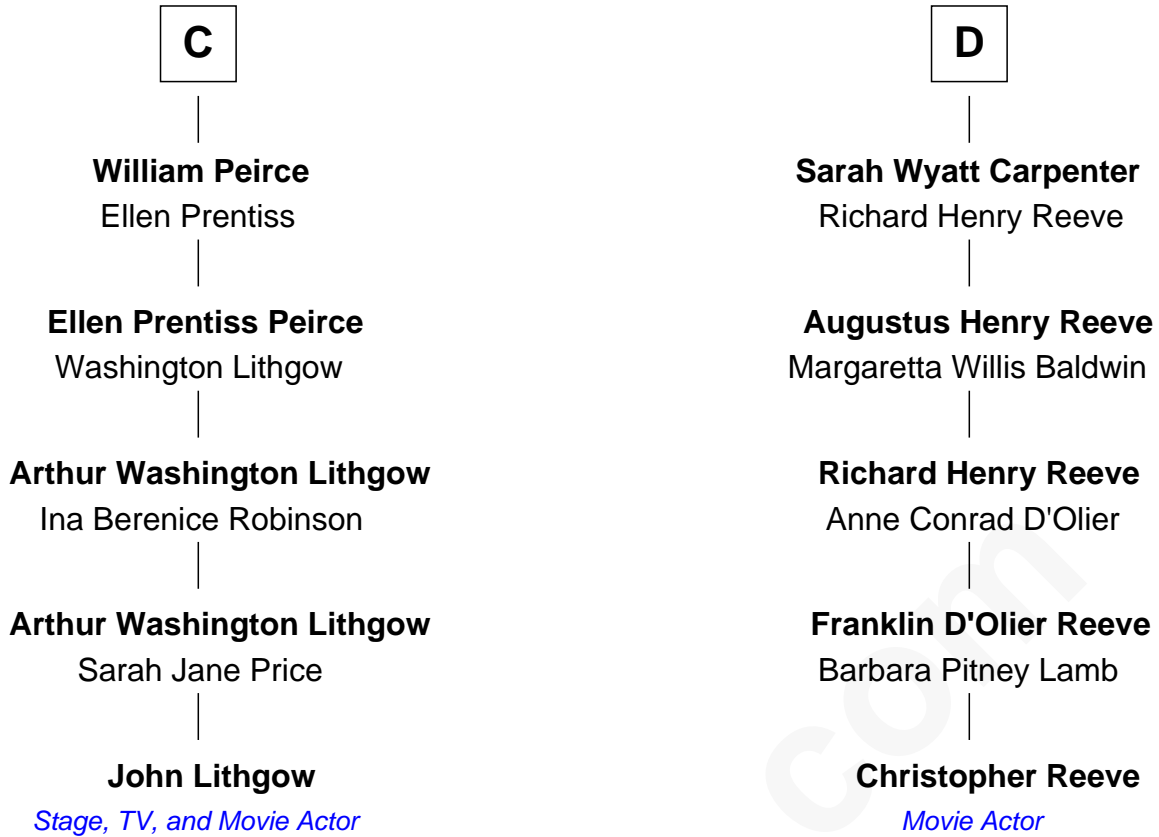 C
William Peirce
Ellen Prentiss
Ellen Prentiss Peirce
Washington Lithgow
Arthur Washington Lithgow
Ina Berenice Robinson
Arthur Washington Lithgow
Sarah Jane Price
John Lithgow
Stage, TV, and Movie Actor
D
Sarah Wyatt Carpenter
Richard Henry Reeve
Augustus Henry Reeve
Margaretta Willis Baldwin
Richard Henry Reeve
Anne Conrad D'Olier
Franklin D'Olier Reeve
Barbara Pitney Lamb
Christopher Reeve
Movie Actor
com